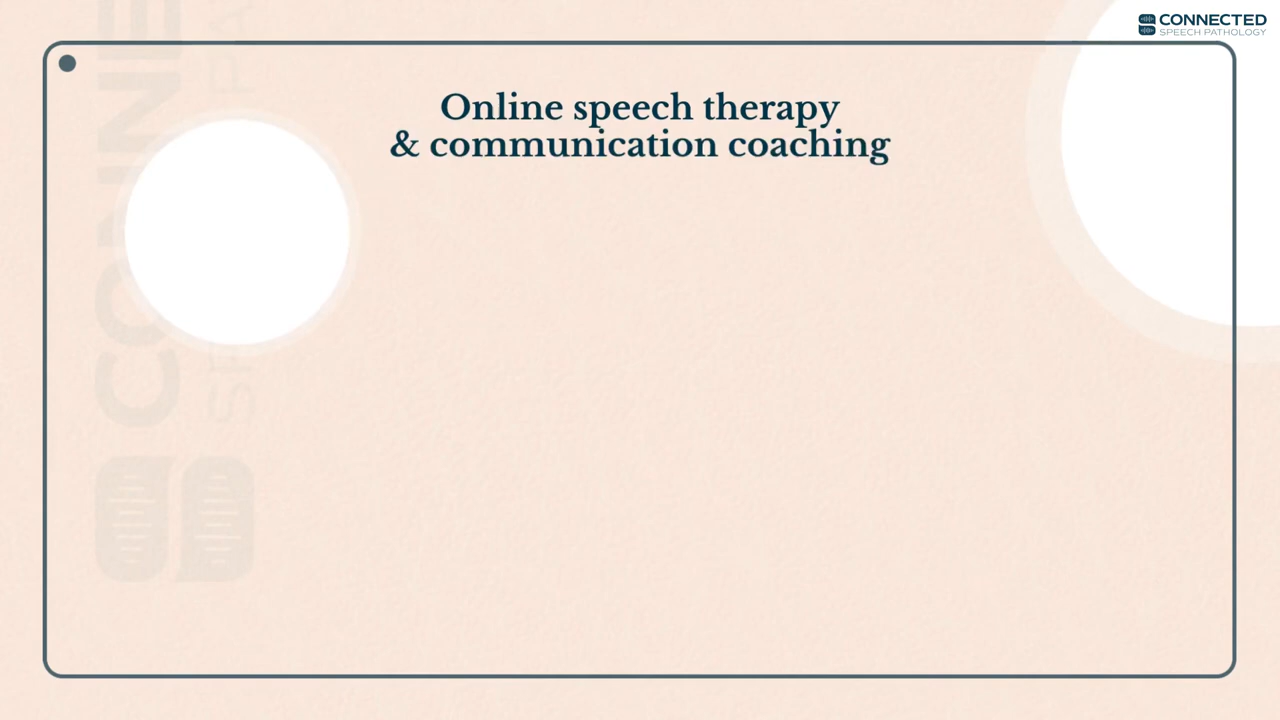 CONNECTED
SPEECH PATHOLOGY
Online speech therapy
& communication coaching